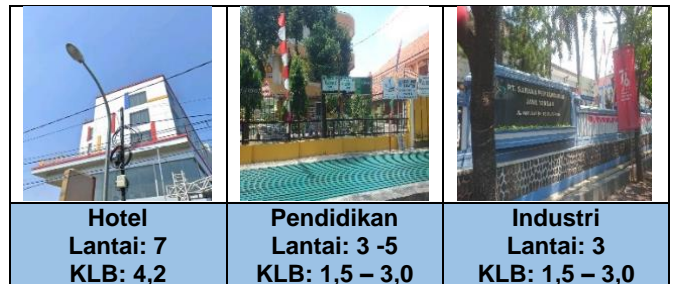 Hotel
Lantai: 7
KLB: 4,2
Pendidikan
Lantai: 3 -5
KLB: 1,5 – 3,0
Industri
Lantai: 3
KLB: 1,5 – 3,0